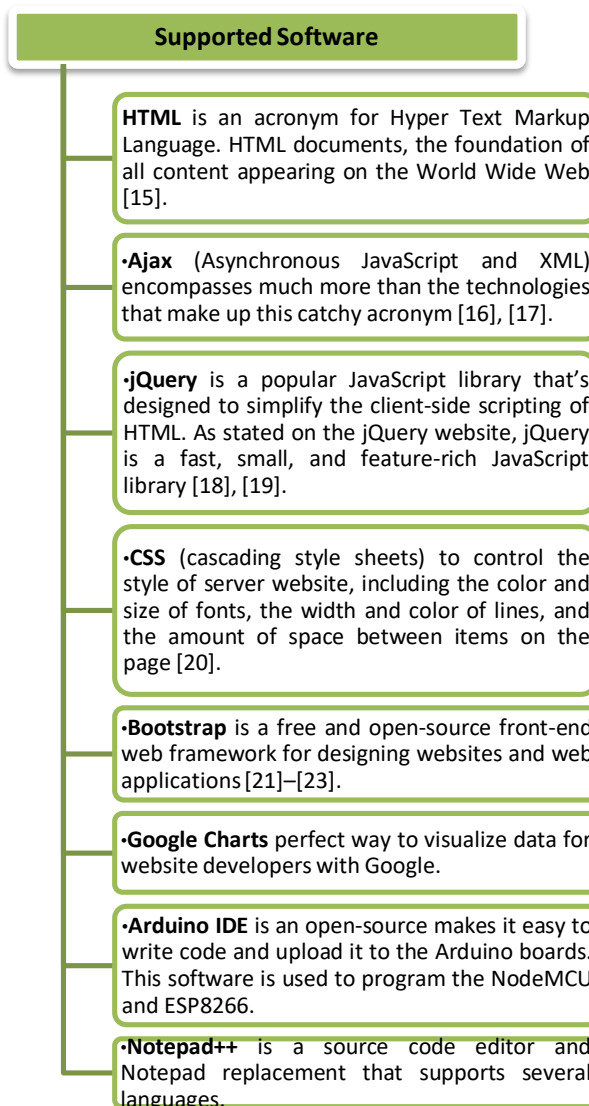 Supported Software
HTML is an acronym for Hyper Text Markup
Language. HTML documents, the foundation of
all content appearing on the World Wide Web
[15].
•Ajax (Asynchronous JavaScript and XML)
encompasses much more than the technologies
that make up this catchy acronym [16], [17].
•jQuery is a popular JavaScript library that’s
designed to simplify the client-side scripting of
HTML. As stated on the jQuery website, jQuery
is a fast, small, and feature-rich JavaScript
library [18], [19].
•CSS (cascading style sheets) to control the
style of server website, including the color and
size of fonts, the width and color of lines, and
the amount of space between items on the
page [20].
•Bootstrap is a free and open-source front-end
web framework for designing websites and web
applications [21]–[23].
•Google Charts perfect way to visualize data for
website developers with Google.
•Arduino IDE is an open-source makes it easy to
write code and upload it to the Arduino boards.
This software is used to program the NodeMCU
and ESP8266.
•Notepad++ is a source code editor and
Notepad replacement that supports several
languages.